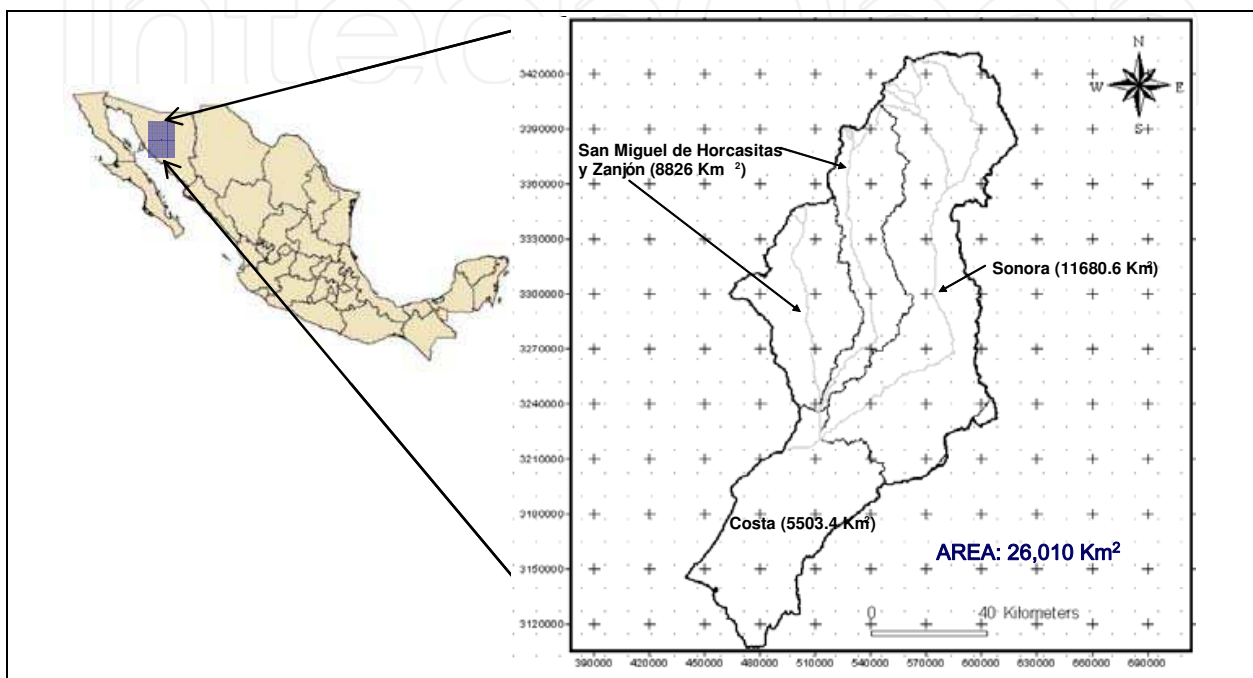 IntechOpen
N
W E
S
3420000
3390000
3360000
3330000
3300000
3270000
3240000
3210000
3180000
3150000
3120000
San Miguel de Horcasitas
y Zanjón (8826 Km ²)
Sonora (11680.6 Km²)
Costa (5503.4 Km²)
AREA: 26,010 Km²
0 40 Kilometers
390000 420000 450000 480000 510000 540000 570000 600000 630000 660000 690000